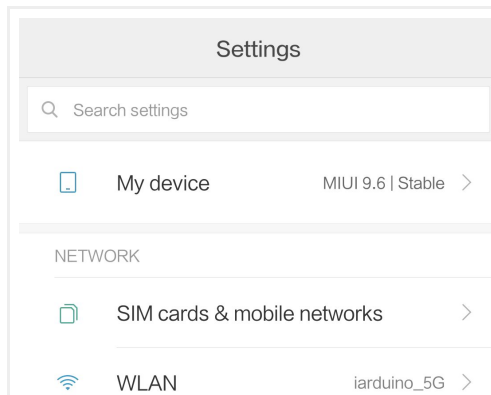 Settings
Search settings
My device MIUI 9.6 | Stable
NETWORK
SIM cards & mobile networks
WLAN iarduino_5G